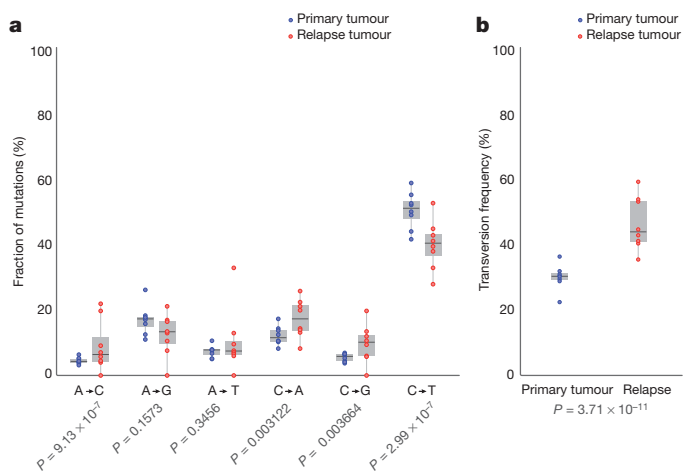 a
Primary tumour
Relapse tumour
Fraction of mutations (%)
100
80
60
40
20
0
A→C
A→G
A→T
C→A
C→G
C→T
P = 9.13 × 10⁻⁷
P = 0.1573
P = 0.3456
P = 0.003122
P = 0.003664
P = 2.99 × 10⁻⁷
b
Primary tumour
Relapse tumour
Transversion frequency (%)
100
80
60
40
20
0
Primary tumour Relapse
P = 3.71 × 10⁻¹¹